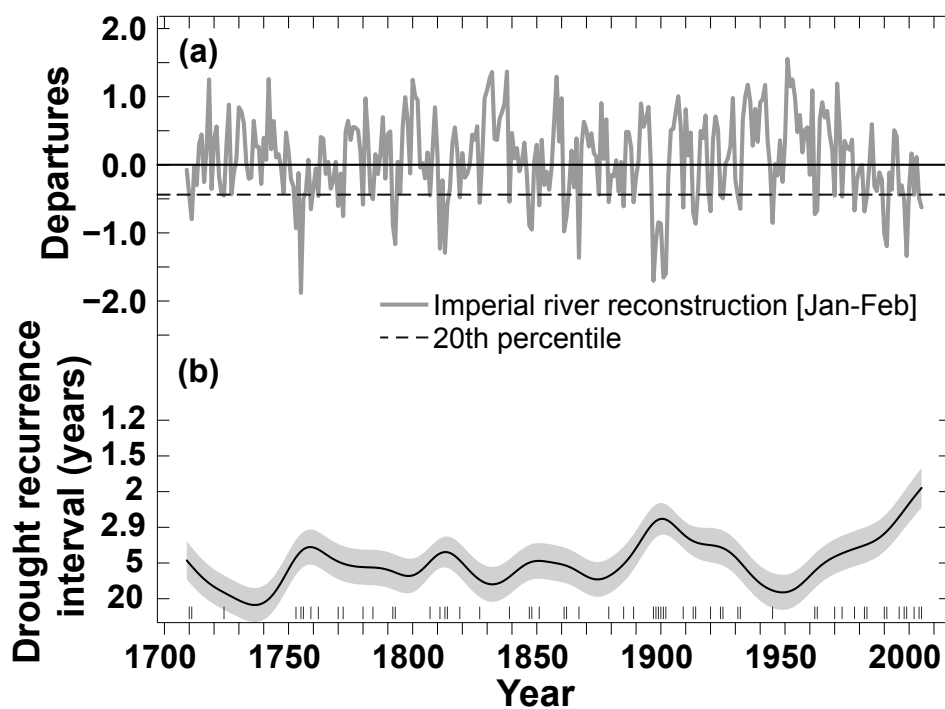 (a)
Departures
2.0
1.0
0.0
−1.0
−2.0
Imperial river reconstruction [Jan-Feb]
20th percentile
(b)
Drought recurrence
interval (years)
1.2
1.5
2
2.9
5
20
1700 1750 1800 1850 1900 1950 2000
Year